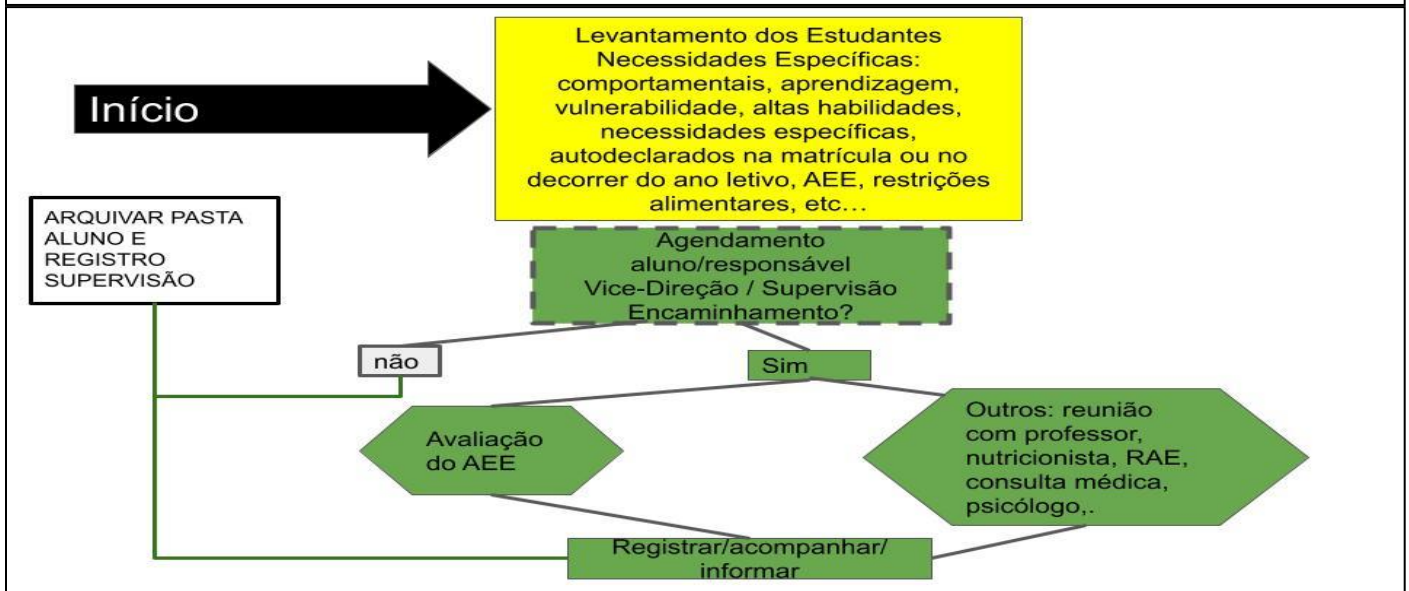 Início
Levantamento dos Estudantes
Necessidades Específicas:
comportamentais, aprendizagem,
vulnerabilidade, altas habilidades,
necessidades específicas,
autodeclarados na matrícula ou no
decorrer do ano letivo, AEE, restrições
alimentares, etc…
ARQUIVAR PASTA
ALUNO E
REGISTRO
SUPERVISÃO
Agendamento
aluno/responsável
Vice-Direção / Supervisão
Encaminhamento?
não
Sim
Avaliação
do AEE
Outros: reunião
com professor,
nutricionista, RAE,
consulta médica,
psicólogo,.
Registrar/acompanhar/
informar